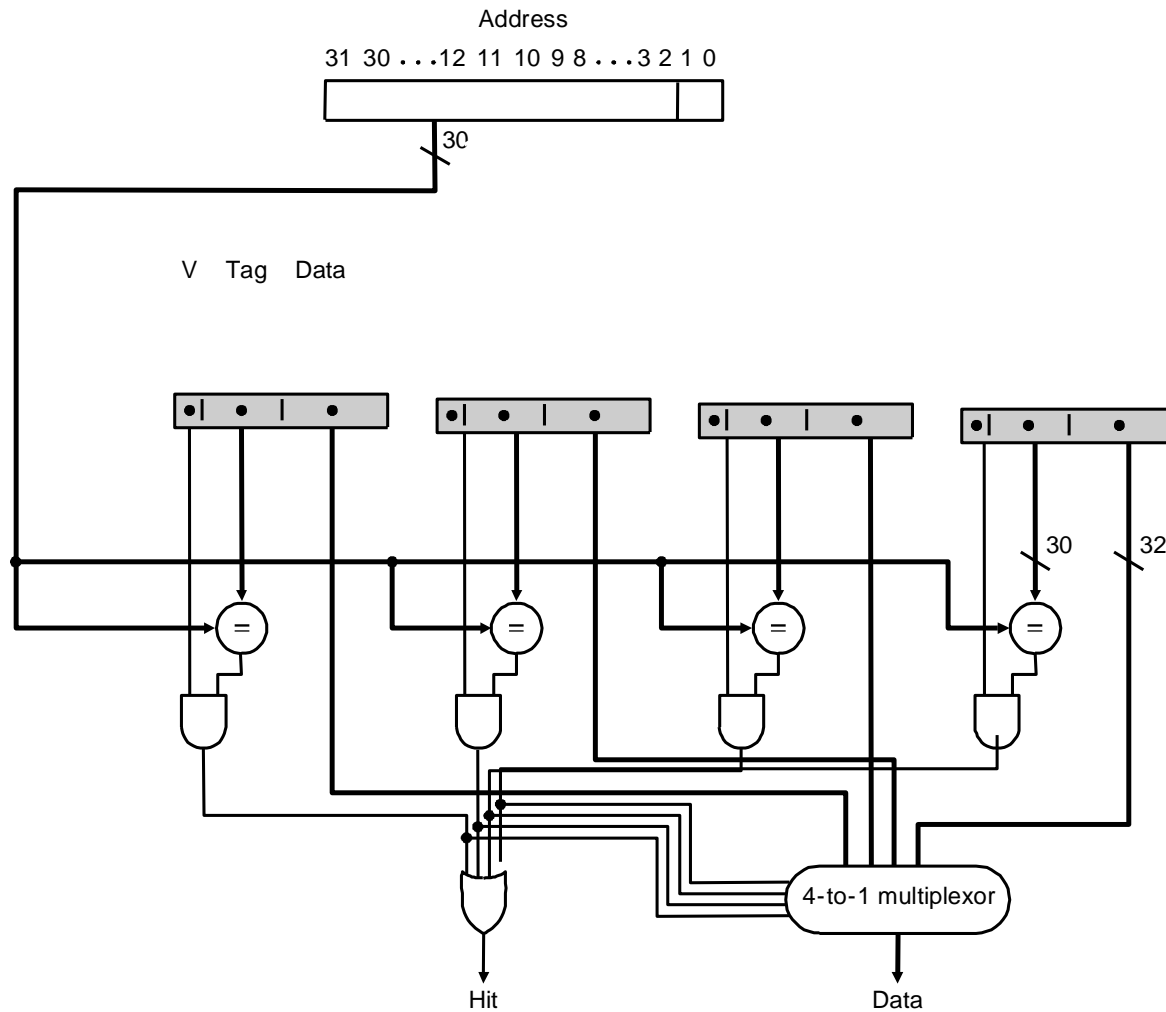 Address
31 30 ...12 11 10 9 8 ...3 2 1 0
30
V Tag Data
30 32
= = = =
4-to-1 multiplexor
Hit Data